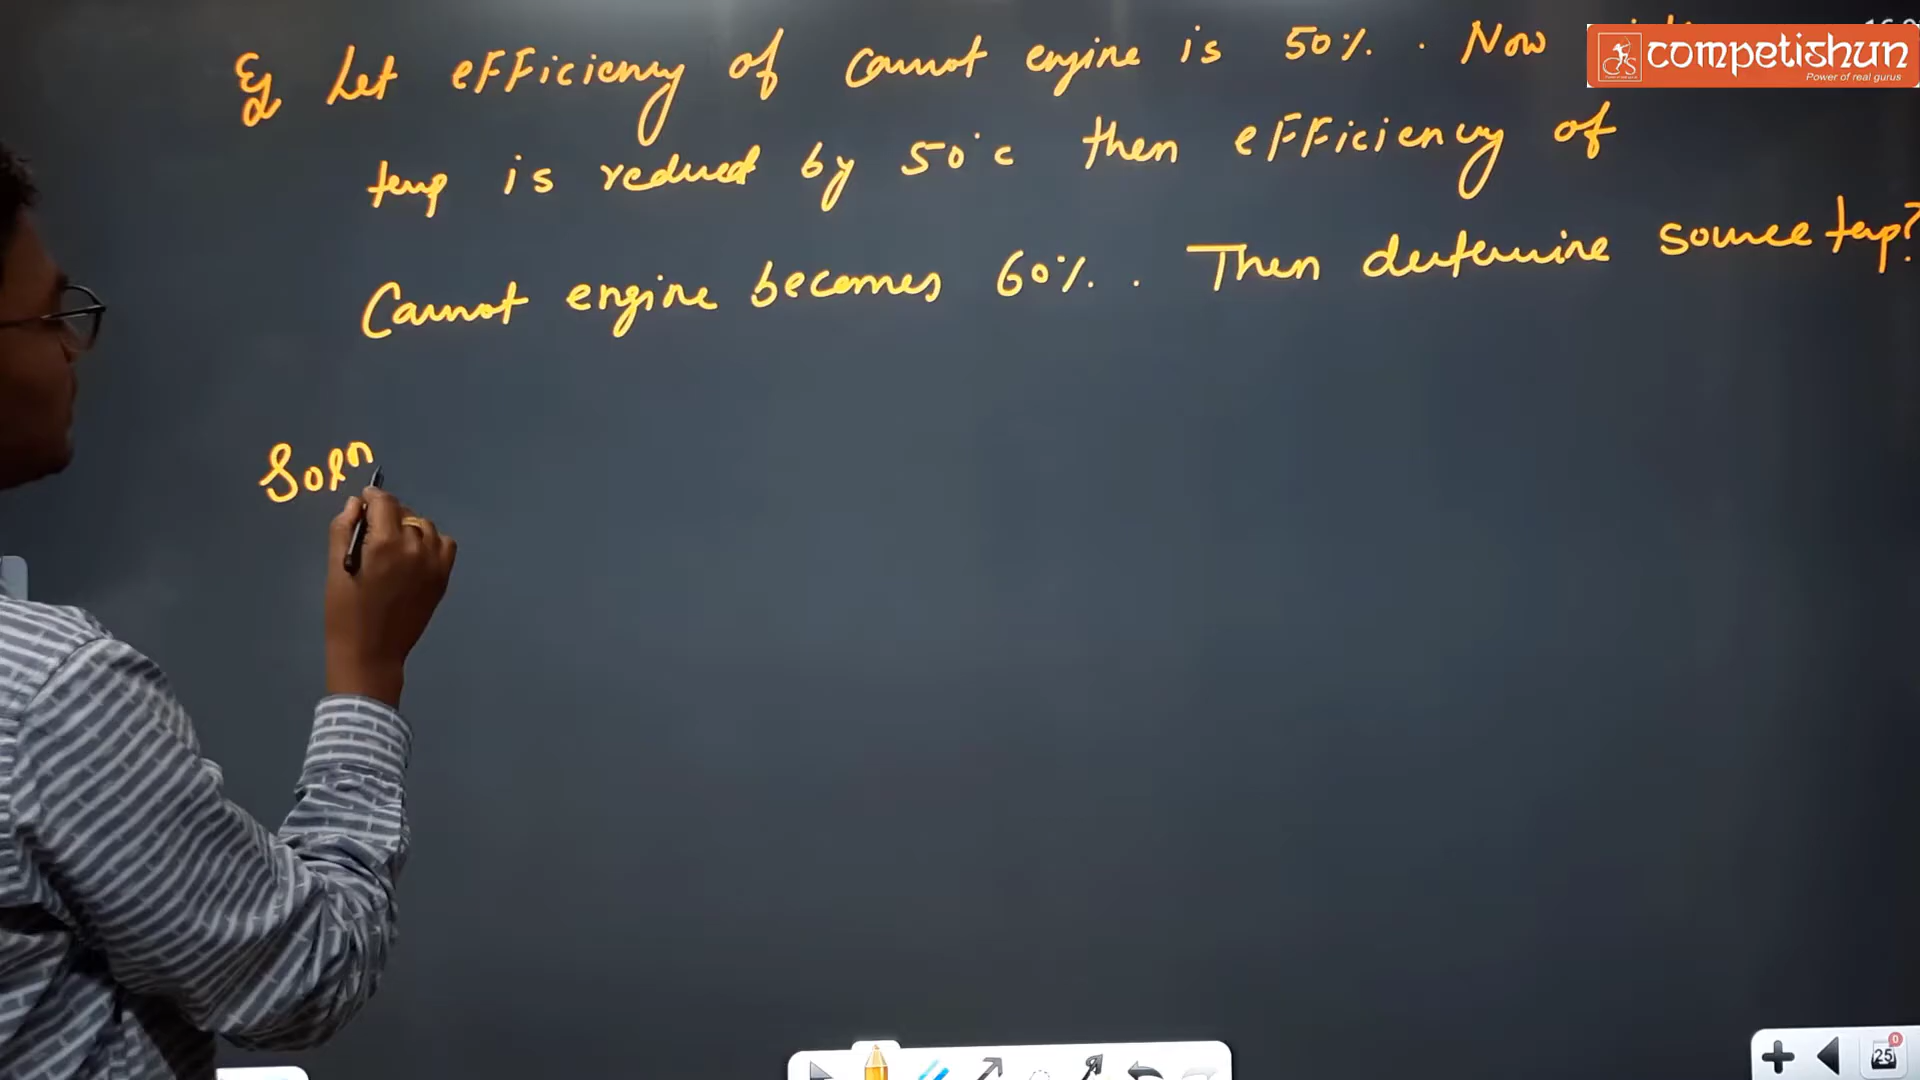 Eg Let efficiency of Carnot engine is 50%. Now
competishun
Power of real gurus
temp is reduced by 50°c then efficiency of
Carnot engine becomes 60%. Then determine source temp?
Soln
25
0